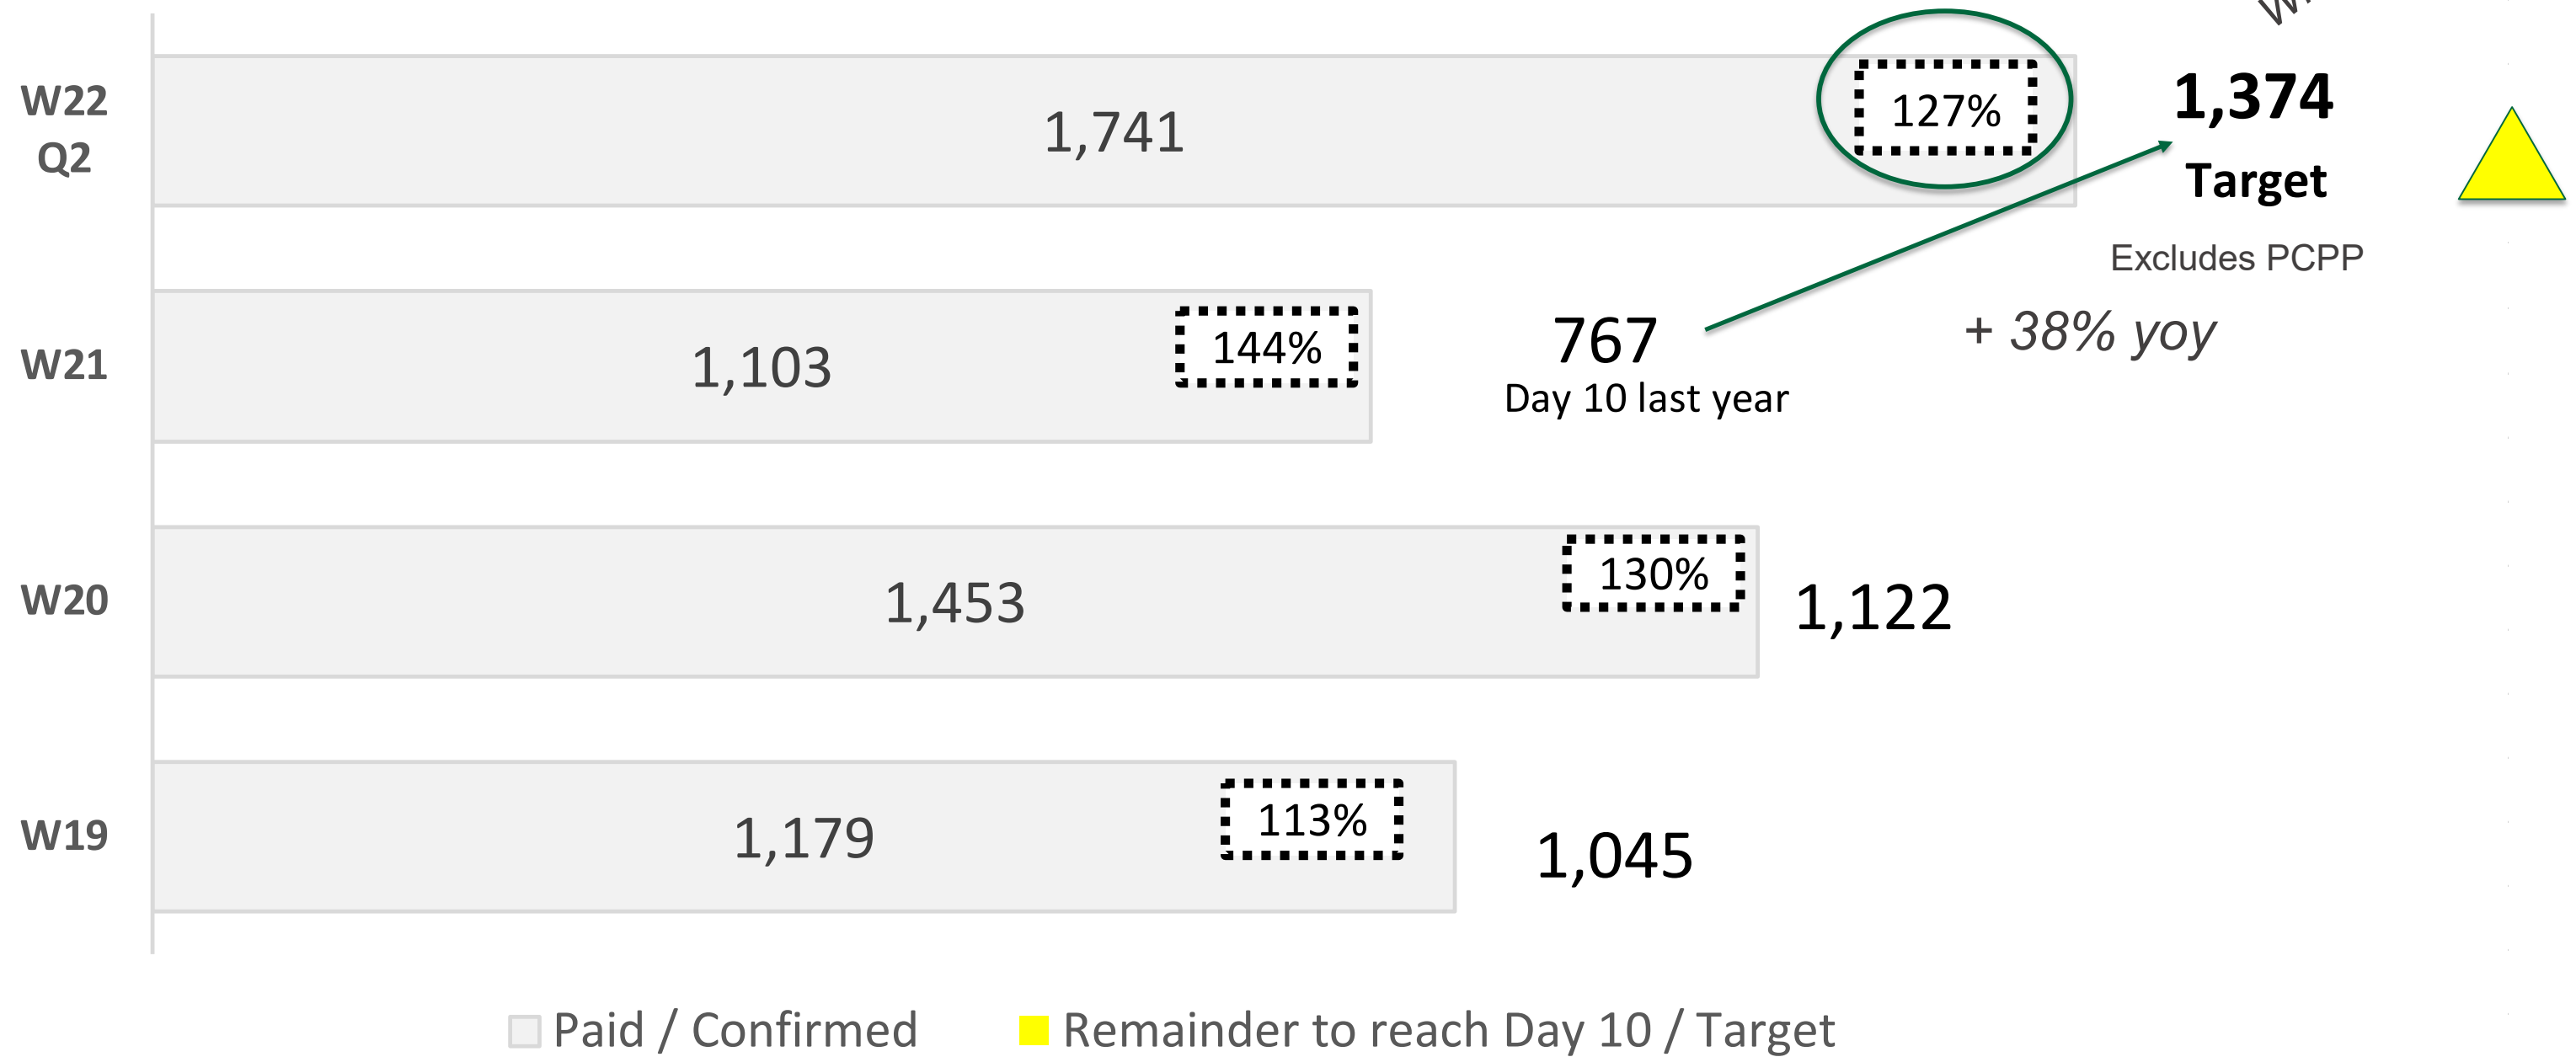 W22
Q2
1,741
127%
1,374
Target
Excludes PCPP
W21
1,103
144%
767
Day 10 last year
+ 38% yoy
W20
1,453
130%
1,122
W19
1,179
113%
1,045
Paid / Confirmed
Remainder to reach Day 10 / Target